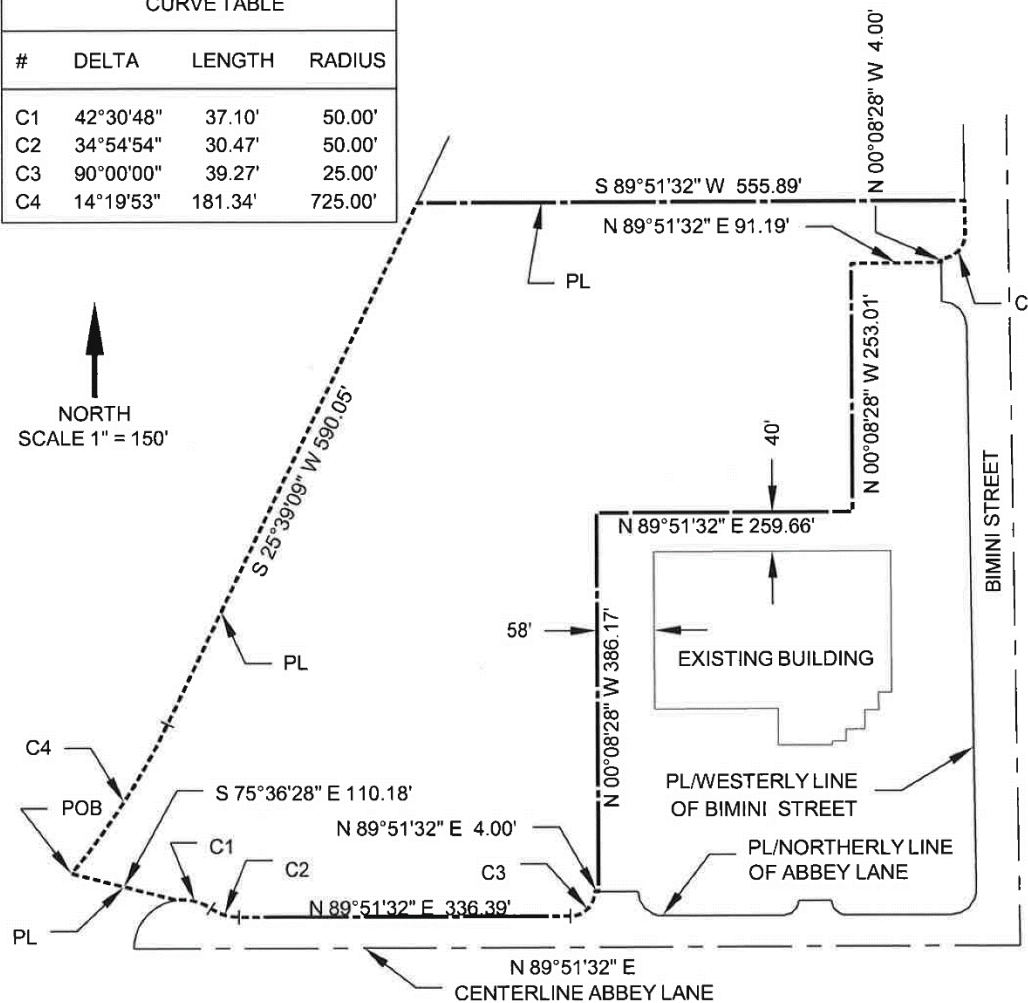 CURVE TABLE
# DELTA LENGTH RADIUS
C1 42°30'48" 37.10' 50.00'
C2 34°54'54" 30.47' 50.00'
C3 90°00'00" 39.27' 25.00'
C4 14°19'53" 181.34' 725.00'
N 00°08'28" W 4.00'
S 89°51'32" W 555.89'
N 89°51'32" E 91.19'
PL
C
NORTH
SCALE 1" = 150'
S 25°39'09" W 590.05'
N 00°08'28" W 253.01'
40'
N 89°51'32" E 259.66'
BIMINI STREET
58'
EXISTING BUILDING
N 00°08'28" W 386.17'
PL
C4
POB
S 75°36'28" E 110.18'
PL/WESTERLY LINE
OF BIMINI STREET
N 89°51'32" E 4.00'
C1
C2
C3
PL/NORTHERLY LINE
OF ABBEY LANE
N 89°51'32" E 336.39'
PL
N 89°51'32" E
CENTERLINE ABBEY LANE